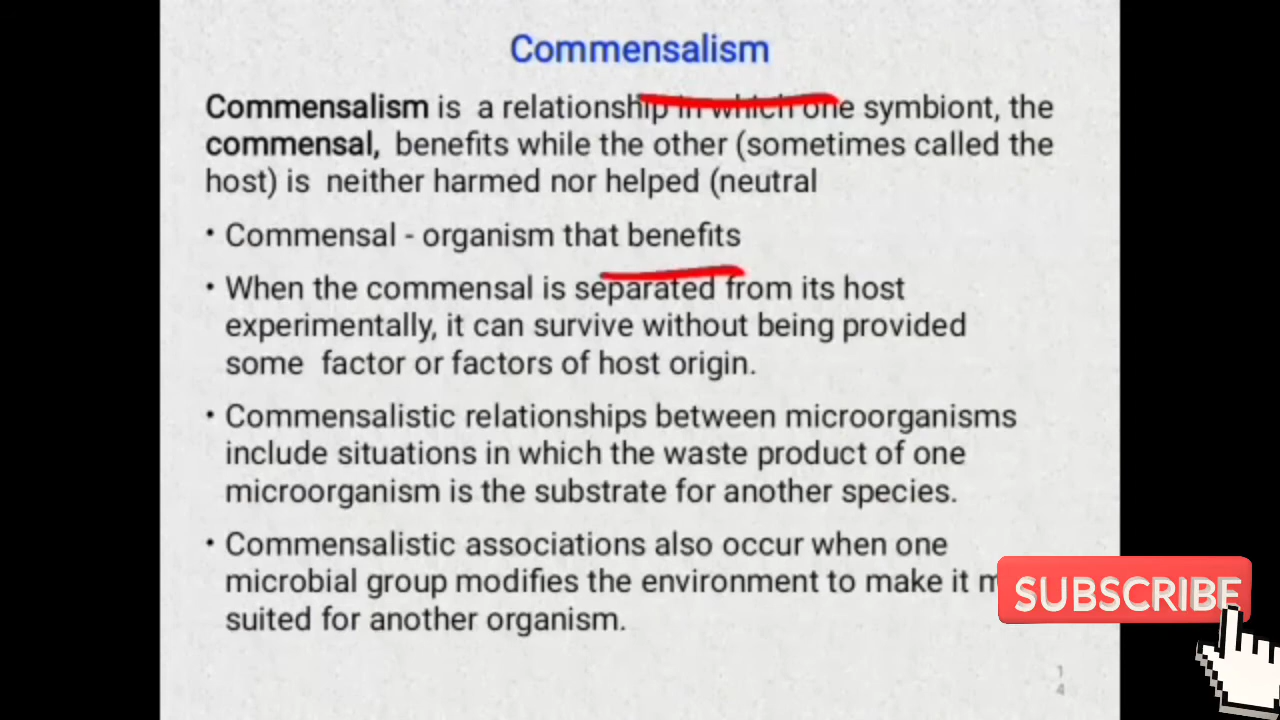 Commensalism
Commensalism is a relationship in which one symbiont, the
commensal, benefits while the other (sometimes called the
host) is neither harmed nor helped (neutral
• Commensal - organism that benefits
• When the commensal is separated from its host
experimentally, it can survive without being provided
some factor or factors of host origin.
• Commensalistic relationships between microorganisms
include situations in which the waste product of one
microorganism is the substrate for another species.
• Commensalistic associations also occur when one
microbial group modifies the environment to make it
suited for another organism.
SUBSCRIBE
1
4